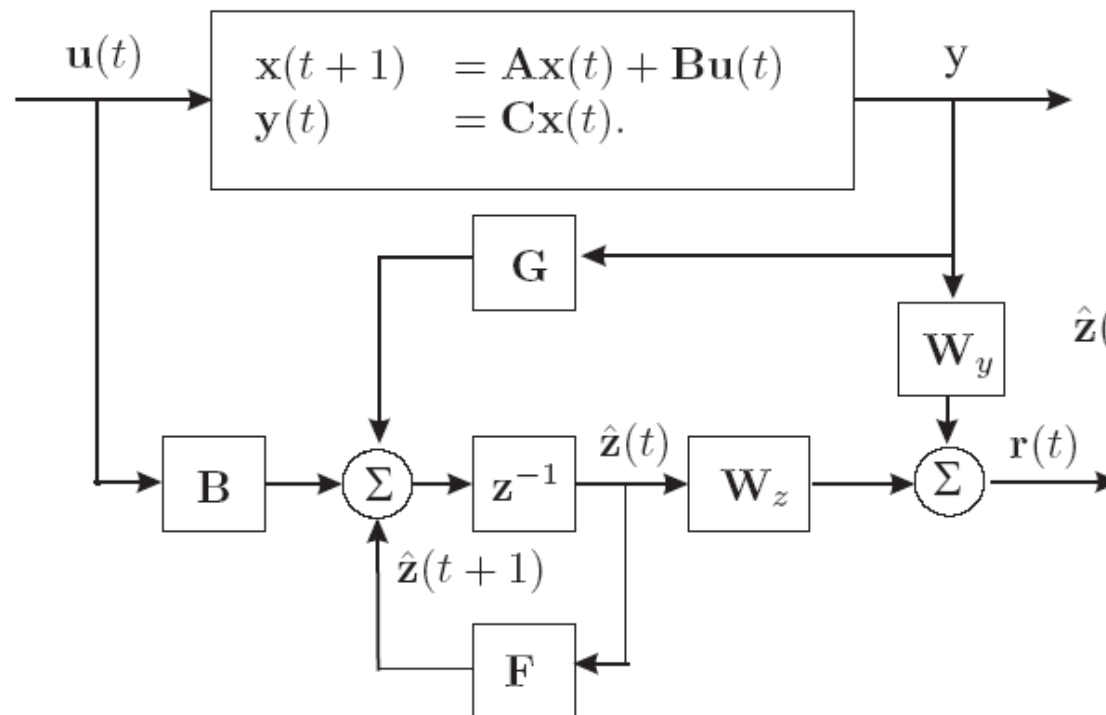 u(t)
x(t + 1) = Ax(t) + Bu(t)
y(t) = Cx(t).
y
G
W_y
ẑ(
B
Σ
z⁻¹
ẑ(t)
W_z
Σ
r(t)
ẑ(t + 1)
F